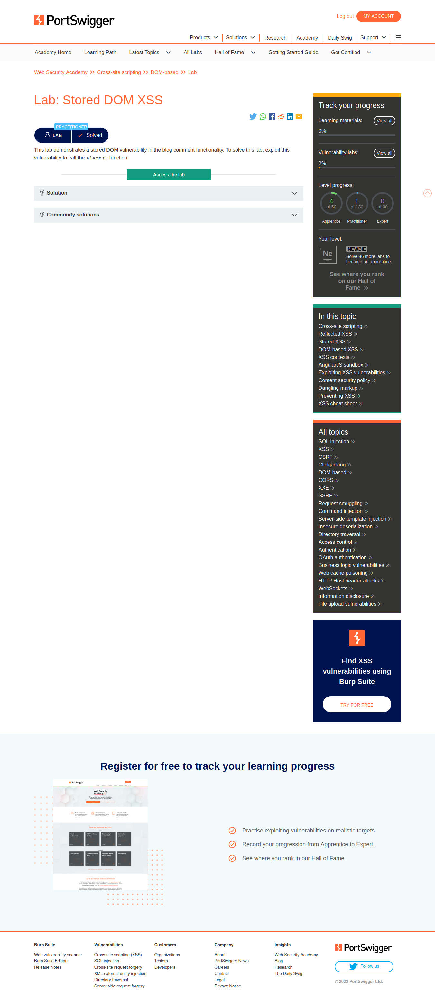 PortSwigger
Log out
MY ACCOUNT
Products
Solutions
Research
Academy
Daily Swig
Support
Academy Home
Learning Path
Latest Topics
All Labs
Hall of Fame
Getting Started Guide
Get Certified
Web Security Academy
Cross-site scripting
DOM-based
Lab
Lab: Stored DOM XSS
PRACTITIONER
LAB
Solved
This lab demonstrates a stored DOM vulnerability in the blog comment functionality. To solve this lab, exploit this
vulnerability to call the alert() function.
Access the lab
Solution
Community solutions
Track your progress
Learning materials:
View all
0%
Vulnerability labs:
View all
2%
Level progress:
4
of 50
1
of 130
0
of 30
Apprentice
Practitioner
Expert
Your level:
Ne
NEWBIE
Solve 46 more labs to
become an apprentice.
See where you rank
on our Hall of
Fame
In this topic
Cross-site scripting
Reflected XSS
Stored XSS
DOM-based XSS
XSS contexts
AngularJS sandbox
Exploiting XSS vulnerabilities
Content security policy
Dangling markup
Preventing XSS
XSS cheat sheet
All topics
SQL injection
XSS
CSRF
Clickjacking
DOM-based
CORS
XXE
SSRF
Request smuggling
Command injection
Server-side template injection
Insecure deserialization
Directory traversal
Access control
Authentication
OAuth authentication
Business logic vulnerabilities
Web cache poisoning
HTTP Host header attacks
WebSockets
Information disclosure
File upload vulnerabilities
Find XSS
vulnerabilities using
Burp Suite
TRY FOR FREE
Register for free to track your learning progress
PortSwigger
WebSecurity
Academy
Learning materials and labs
Up-to-the-minute learning resources
Practise exploiting vulnerabilities on realistic targets.
Record your progression from Apprentice to Expert.
See where you rank in our Hall of Fame.
Burp Suite
Web vulnerability scanner
Burp Suite Editions
Release Notes
Vulnerabilities
Cross-site scripting (XSS)
SQL injection
Cross-site request forgery
XML external entity injection
Directory traversal
Server-side request forgery
Customers
Organizations
Testers
Developers
Company
About
PortSwigger News
Careers
Contact
Legal
Privacy Notice
Insights
Web Security Academy
Blog
Research
The Daily Swig
PortSwigger
Follow us
© 2022 PortSwigger Ltd.